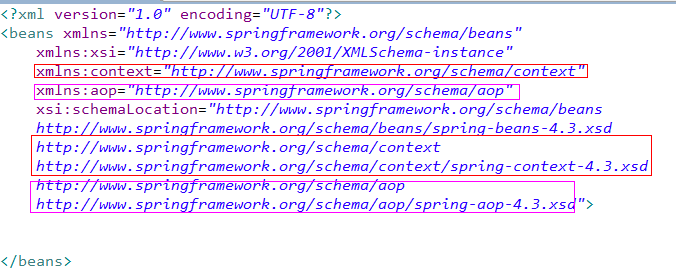 <?xml version="1.0" encoding="UTF-8"?>
<beans xmlns="http://www.springframework.org/schema/beans"
xmlns:xsi="http://www.w3.org/2001/XMLSchema-instance"
xmlns:context="http://www.springframework.org/schema/context"
xmlns:aop="http://www.springframework.org/schema/aop"
xsi:schemaLocation="http://www.springframework.org/schema/beans
http://www.springframework.org/schema/beans/spring-beans-4.3.xsd
http://www.springframework.org/schema/context
http://www.springframework.org/schema/context/spring-context-4.3.xsd
http://www.springframework.org/schema/aop
http://www.springframework.org/schema/aop/spring-aop-4.3.xsd">
</beans>